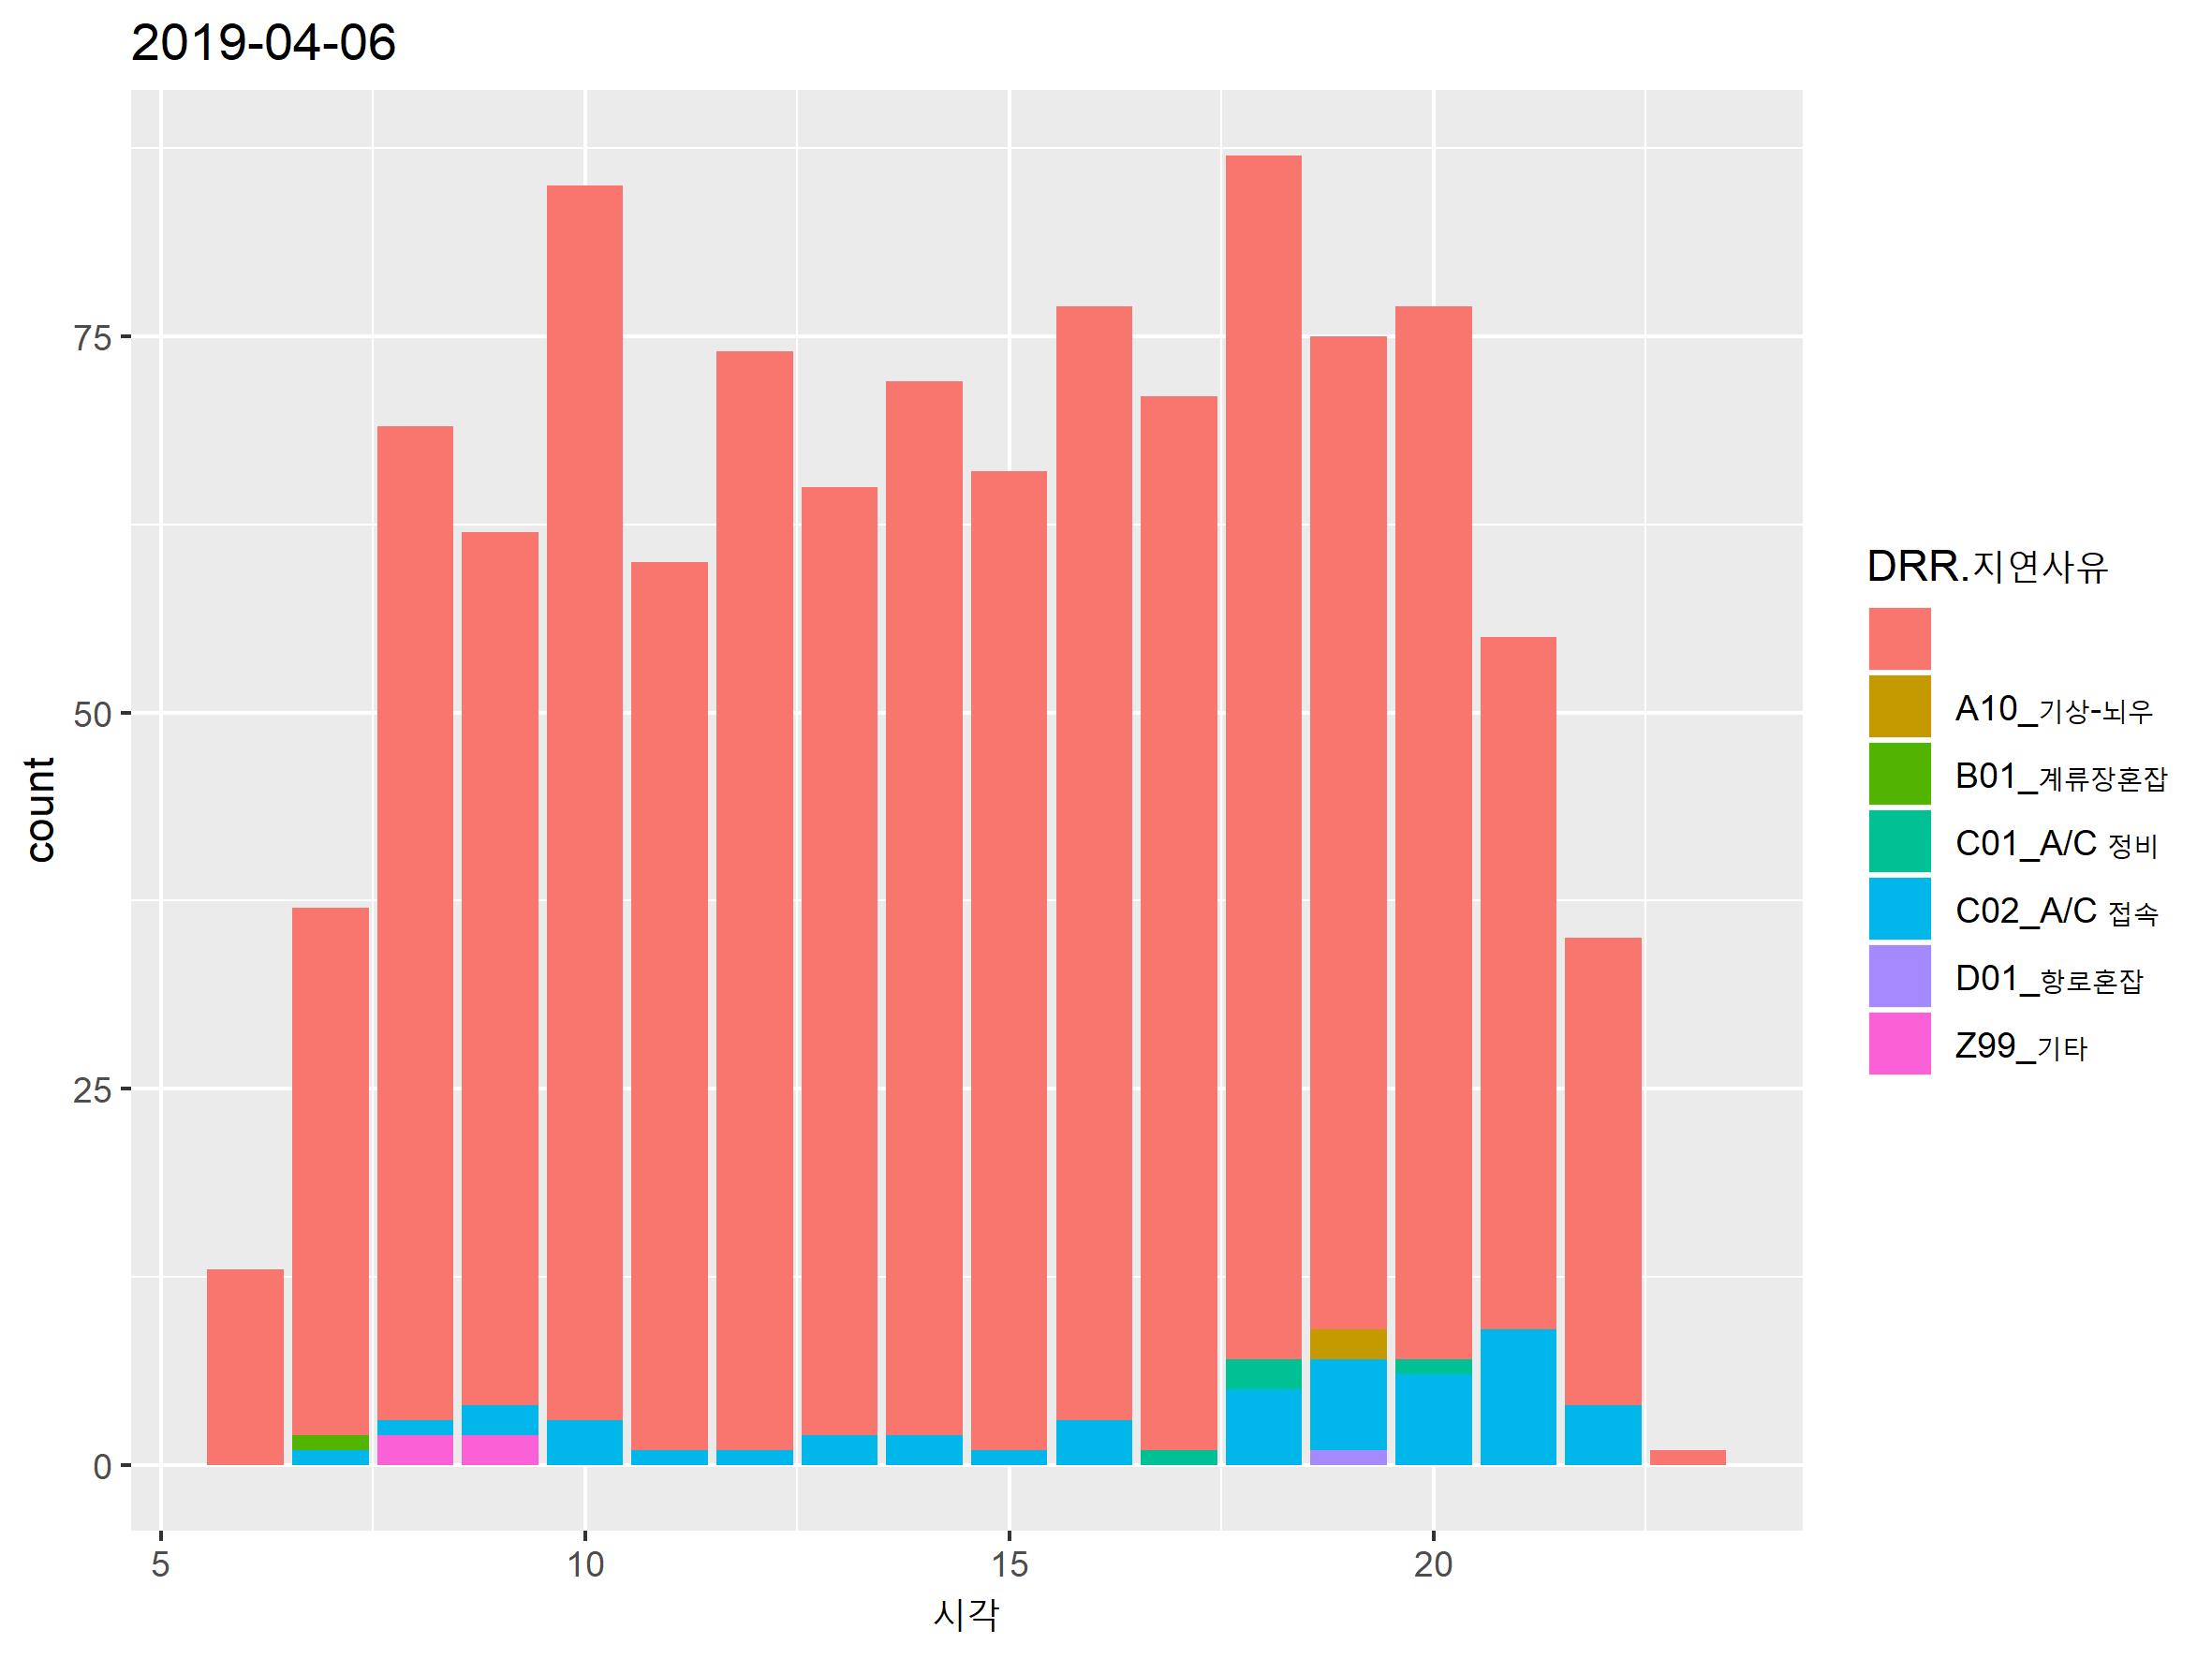 2019-04-06
count
75
50
25
0
5 10 15 20
시각
DRR.지연사유
A10_기상-뇌우
B01_계류장혼잡
C01_A/C 정비
C02_A/C 접속
D01_항로혼잡
Z99_기타